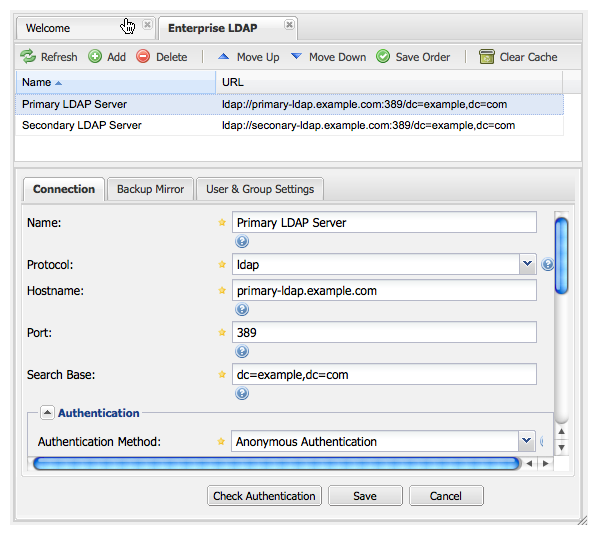 Welcome Enterprise LDAP
Refresh Add Delete Move Up Move Down Save Order Clear Cache
Name URL
Primary LDAP Server ldap://primary-ldap.example.com:389/dc=example,dc=com
Secondary LDAP Server ldap://seconary-ldap.example.com:389/dc=example,dc=com
Connection Backup Mirror User & Group Settings
Name: Primary LDAP Server
Protocol: ldap
Hostname: primary-ldap.example.com
Port: 389
Search Base: dc=example,dc=com
Authentication
Authentication Method: Anonymous Authentication
Check Authentication Save Cancel